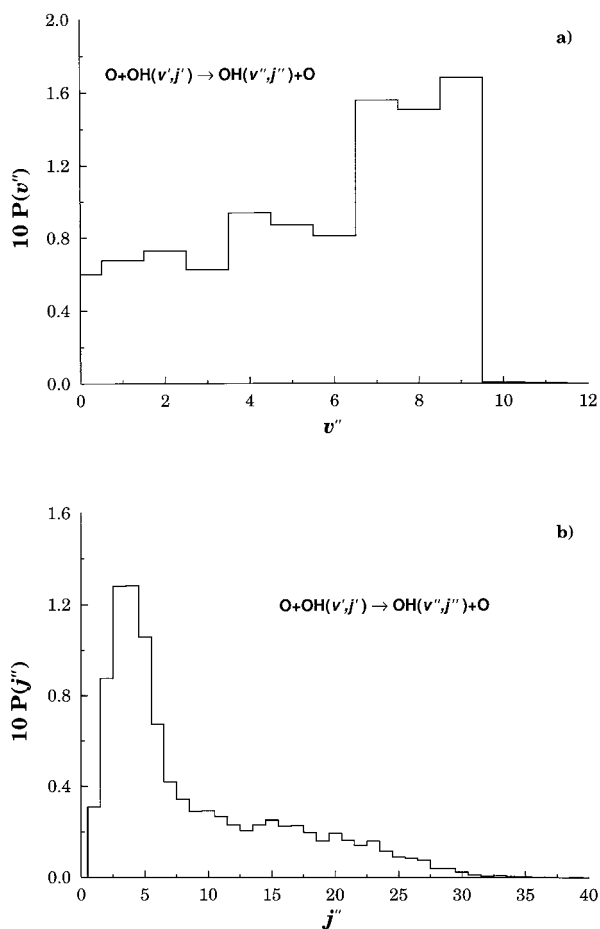 a)
O+OH(v′,j′) → OH(v″,j″)+O
2.0
1.6
1.2
0.8
0.4
0.0
10 P(v″)
0 2 4 6 8 10 12
v″
b)
O+OH(v′,j′) → OH(v″,j″)+O
1.6
1.2
0.8
0.4
0.0
10 P(j″)
0 5 10 15 20 25 30 35 40
j″